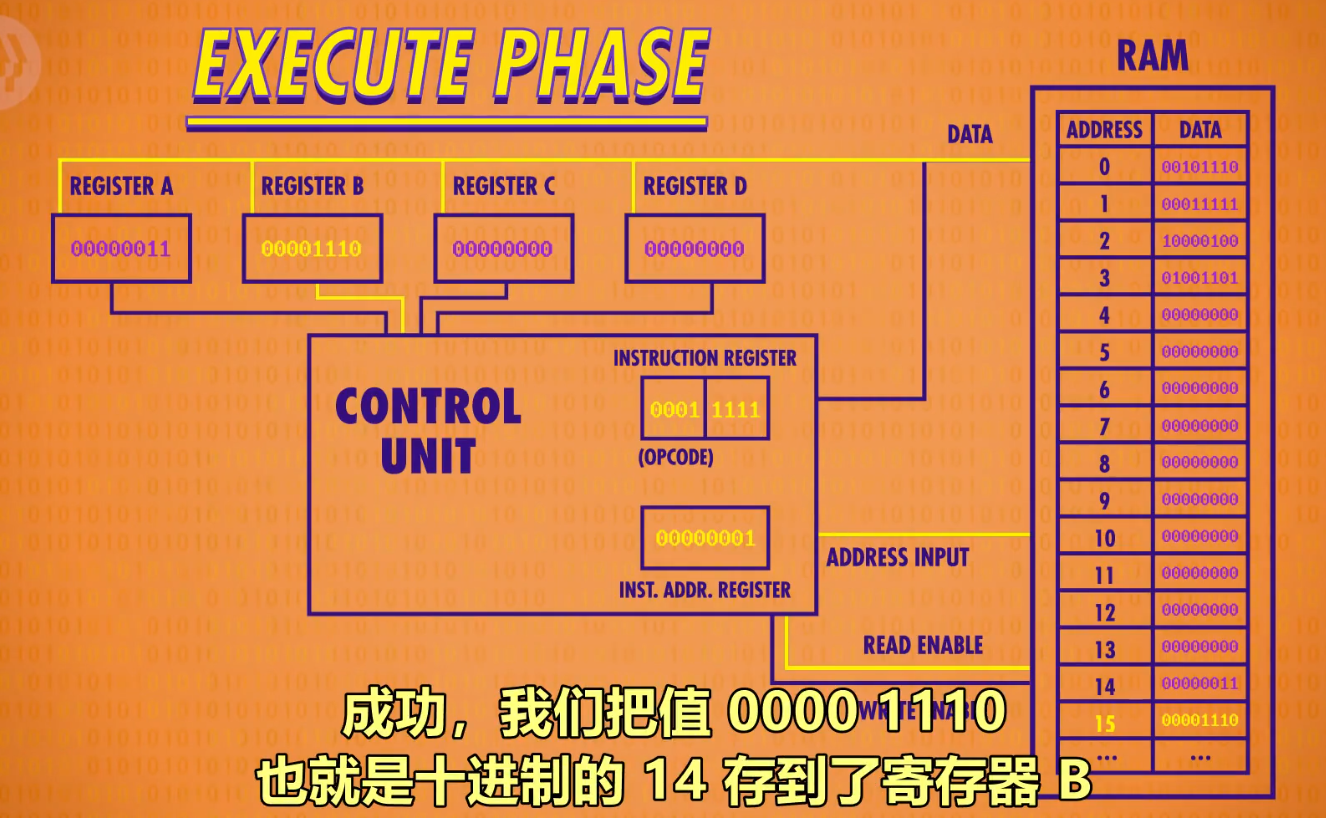 EXECUTE PHASE
RAM
DATA
ADDRESS DATA
0 00101110
1 00011111
2 10000100
3 01001101
4 00000000
5 00000000
6 00000000
7 00000000
8 00000000
9 00000000
10 00000000
11 00000000
12 00000000
13 00000000
14 00000011
15 00001110
... ...
REGISTER A
00000011
REGISTER B
00001110
REGISTER C
00000000
REGISTER D
00000000
CONTROL
UNIT
INSTRUCTION REGISTER
0001 1111
(OPCODE)
00000001
INST. ADDR. REGISTER
ADDRESS INPUT
READ ENABLE
WRITE ENABLE
成功，我们把值 0000 1110
也就是十进制的 14 存到了寄存器 B